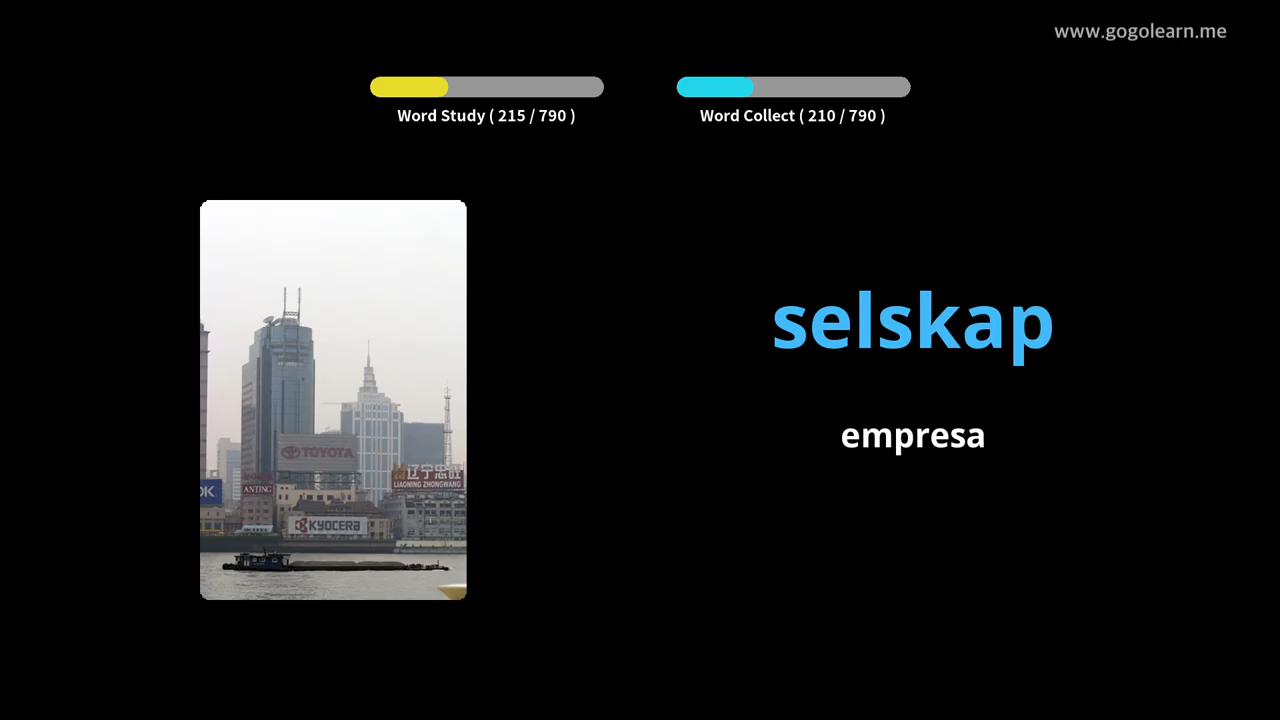 www.gogolearn.me
Word Study ( 215 / 790 )
Word Collect ( 210 / 790 )
selskap
empresa
TOYOTA
辽宁忠旺
LIAONING ZHONGWANG
ANTING
OK
KYOCERA